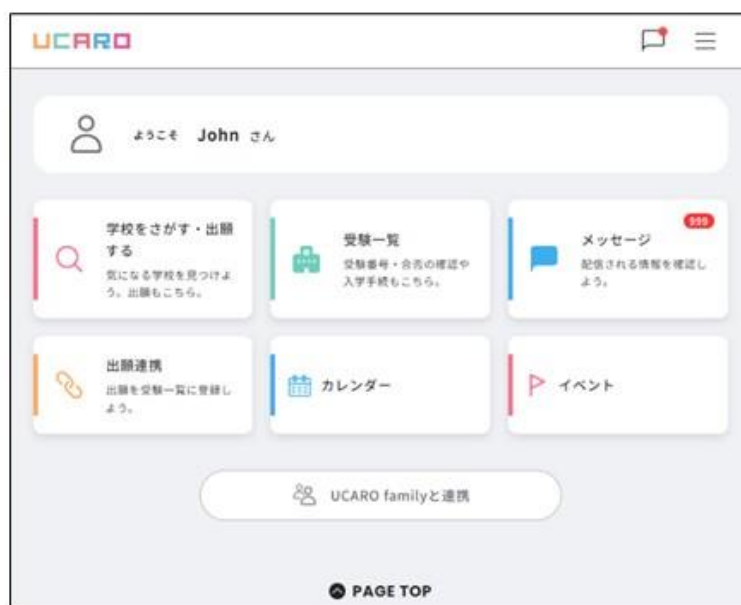 UCARO
ようこそ John さん
学校をさがす・出願
する
気になる学校を見つけよ
う。出願もこちら。
受験一覧
受験番号・合否の確認や
入学手続もこちら。
999
メッセージ
配信される情報を確認し
よう。
出願連携
出願を受験一覧に登録し
よう。
カレンダー
イベント
UCARO familyと連携
PAGE TOP